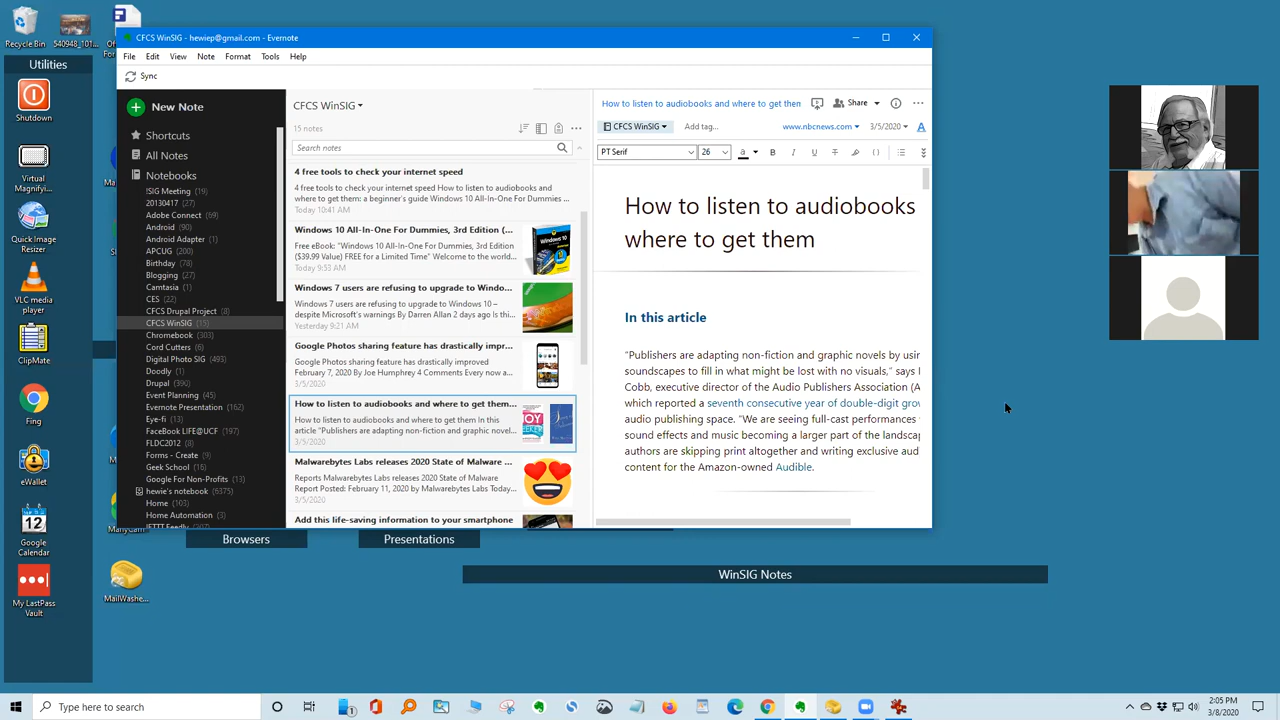 CFCS WinSIG - hewiep@gmail.com - Evernote
File Edit View Note Format Tools Help
Sync
Recycle Bin
540948_101...
Utilities
Shutdown
Virtual Magnifyi...
Quick Image Resizer
VLC media player
ClipMate
Fing
eWallet
Google Calendar
My LastPass Vault
MailWashe...
New Note
Shortcuts
All Notes
Notebooks
!SIG Meeting (19)
20130417 (27)
Adobe Connect (69)
Android (90)
Android Adapter (1)
APCUG (200)
Birthday (78)
Blogging (27)
Camtasia (1)
CES (22)
CFCS Drupal Project (8)
CFCS WinSIG (15)
Chromebook (303)
Cord Cutters (6)
Digital Photo SIG (493)
Doodly (1)
Drupal (390)
Event Planning (45)
Evernote Presentation (162)
Eye-fi (13)
FaceBook LIFE@UCF (197)
FLDC2012 (8)
Forms - Create (9)
Geek School (16)
Google For Non-Profits (13)
hewie's notebook (6375)
Home (103)
Home Automation (3)
CFCS WinSIG
15 notes
Search notes
4 free tools to check your internet speed
4 free tools to check your internet speed How to listen to audiobooks and
where to get them: a beginner's guide Windows 10 All-In-One For Dummies, 3rd Edition ...
Today 10:41 AM
Windows 10 All-In-One For Dummies, 3rd Edition (...
Free eBook: "Windows 10 All-In-One For Dummies, 3rd Edition
($39.99 Value) FREE for a Limited Time" Welcome to the world...
Today 9:33 AM
Windows 7 users are refusing to upgrade to Windo...
Windows 7 users are refusing to upgrade to Windows 10 –
despite Microsoft's warnings By Darren Allan 2 days ago Is thi...
Yesterday 9:21 AM
Google Photos sharing feature has drastically impr...
Google Photos sharing feature has drastically improved
February 7, 2020 By Joe Humphrey 4 Comments Every now a...
3/5/2020
How to listen to audiobooks and where to get them...
How to listen to audiobooks and where to get them In this
article "Publishers are adapting non-fiction and graphic novel...
3/5/2020
Malwarebytes Labs releases 2020 State of Malware ...
Reports Malwarebytes Labs releases 2020 State of Malware
Report Posted: February 11, 2020 by Malwarebytes Labs Today...
3/5/2020
Add this life-saving information to your smartphone
How to listen to audiobooks and where to get then
Share
CFCS WinSIG
Add tag...
www.nbcnews.com
3/5/2020
PT Serif
26
How to listen to audiobooks
where to get them
In this article
"Publishers are adapting non-fiction and graphic novels by usin
soundscapes to fill in what might be lost with no visuals," says
Cobb, executive director of the Audio Publishers Association (A
which reported a seventh consecutive year of double-digit grov
audio publishing space. "We are seeing full-cast performances
sound effects and music becoming a larger part of the landscap
authors are skipping print altogether and writing exclusive aud
content for the Amazon-owned Audible.
Browsers
Presentations
WinSIG Notes
Type here to search
2:05 PM
3/8/2020